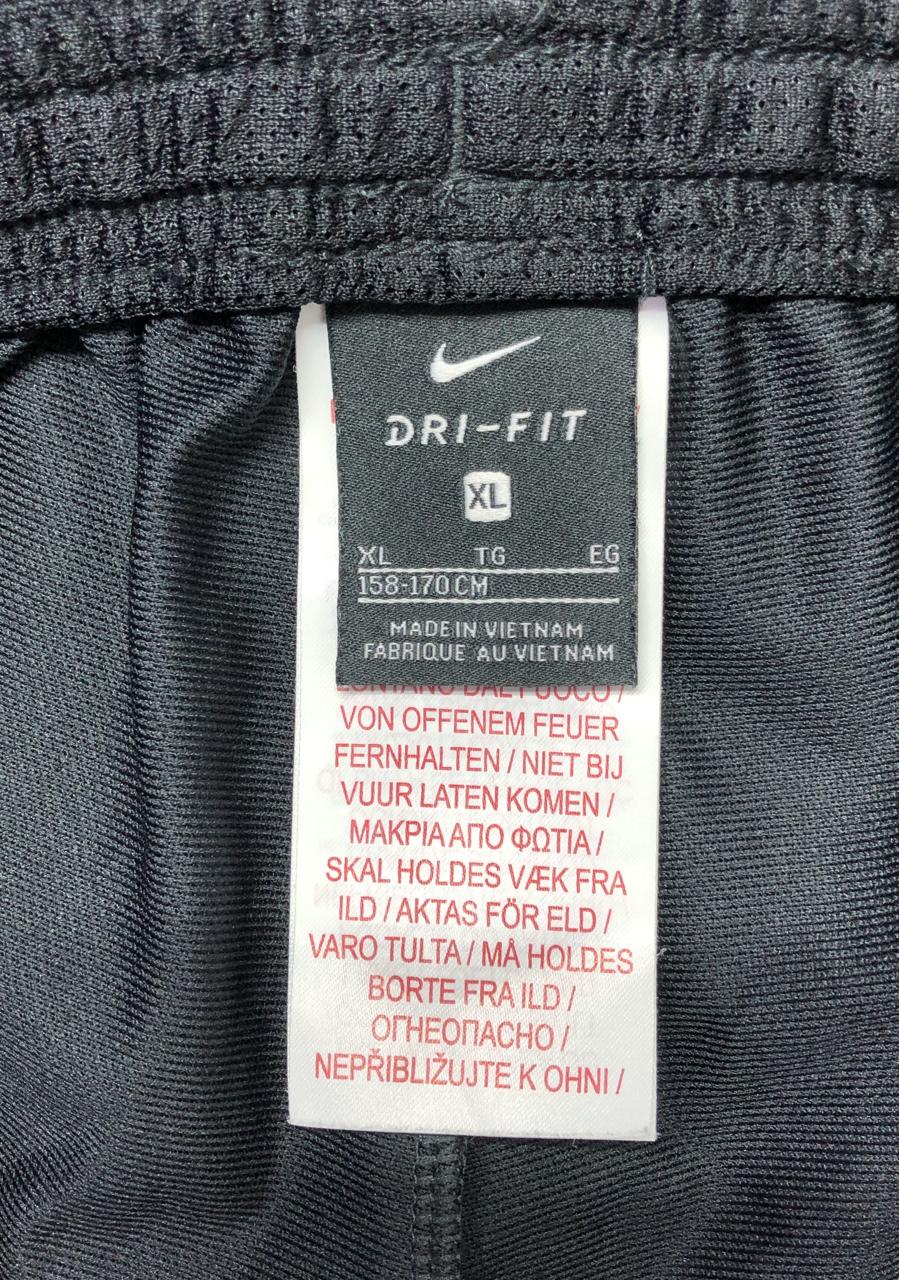 DRI-FIT
XL
XL TG EG
158-170 CM
MADE IN VIETNAM
FABRIQUE AU VIETNAM
VON OFFENEM FEUER
FERNHALTEN / NIET BIJ
VUUR LATEN KOMEN /
ΜΑΚΡΙΑ ΑΠΟ ΦΩΤΙΑ /
SKAL HOLDES VÆK FRA
ILD / AKTAS FÖR ELD /
VARO TULTA / MÅ HOLDES
BORTE FRA ILD /
ОГНЕОПАСНО /
NEPŘIBLIŽUJTE K OHNI /